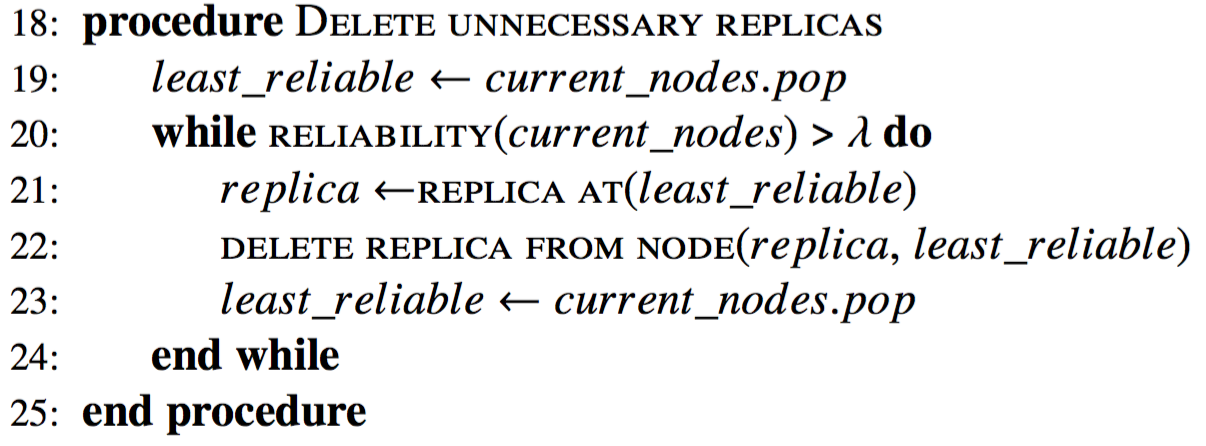 18: procedure DELETE UNNECESSARY REPLICAS
19: least_reliable ← current_nodes.pop
20: while RELIABILITY(current_nodes) > λ do
21: replica ←REPLICA AT(least_reliable)
22: DELETE REPLICA FROM NODE(replica, least_reliable)
23: least_reliable ← current_nodes.pop
24: end while
25: end procedure